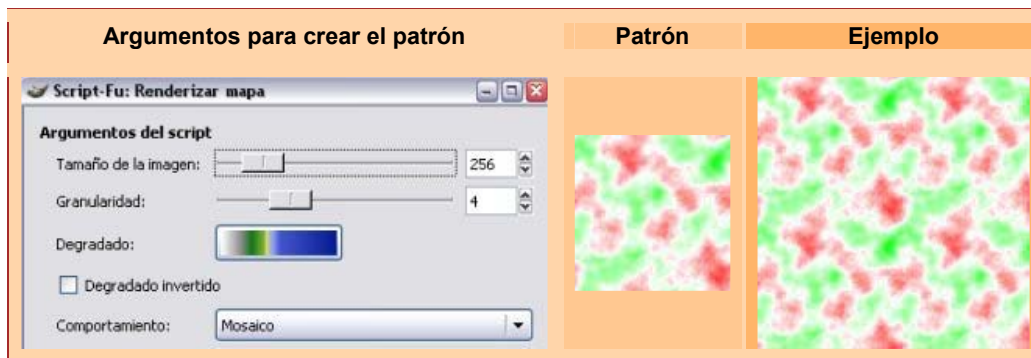 Argumentos para crear el patrón
Patrón
Ejemplo
Script-Fu: Renderizar mapa
Argumentos del script
Tamaño de la imagen:
256
Granularidad:
4
Degradado:
Degradado invertido
Comportamiento:
Mosaico